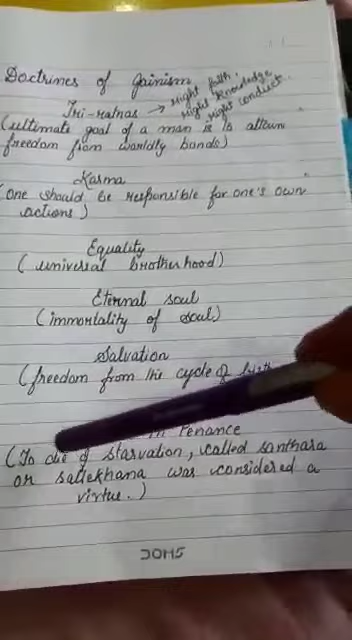 Doctrines of Jainism
Tri-ratnas → Right faith.
Right knowledge
Right conduct.
(ultimate goal of a man is to attain
freedom from worldly bonds)
Karma
(one should be responsible for one's own
actions)
Equality
(universal brotherhood)
Eternal soul
(immortality of soul)
Salvation
(freedom from the cycle of
in Penance
(To die of starvation, called santhara
or sallekhana was considered a
virtue.)
JOMS